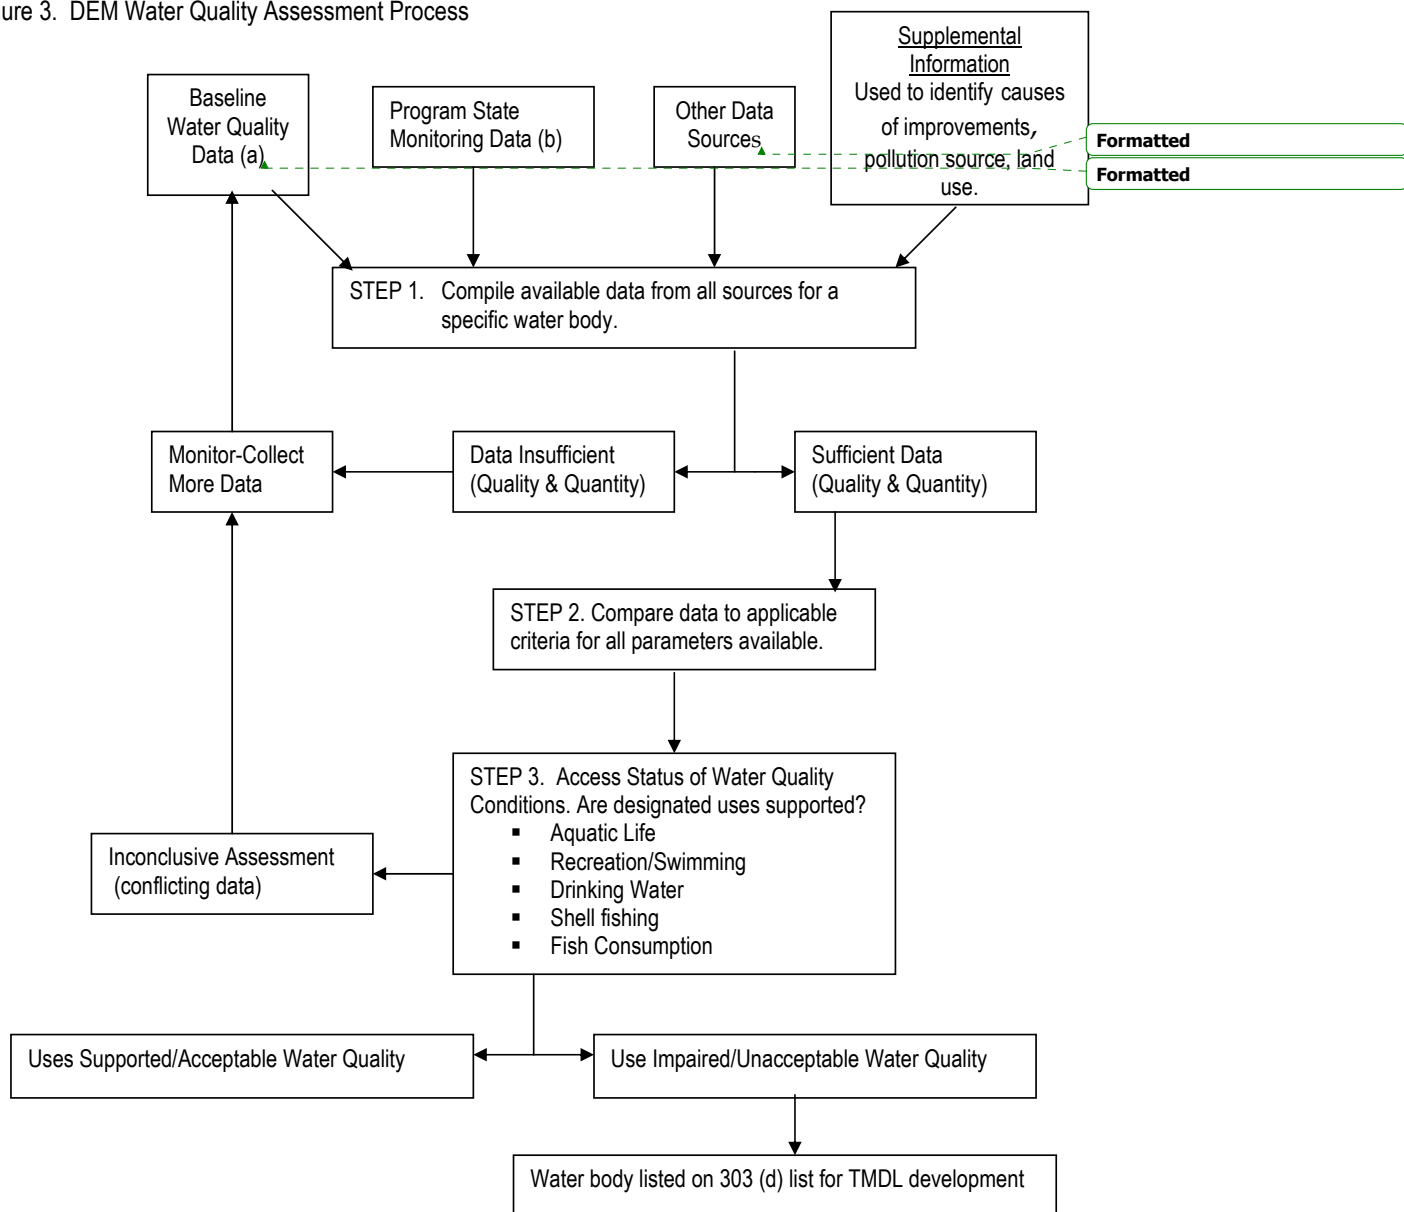 ure 3.  DEM Water Quality Assessment Process
Supplemental
Information
Used to identify causes
of improvements,
pollution source, land
use.
Baseline
Water Quality
Data (a)
Program State
Monitoring Data (b)
Other Data
Sources
Formatted
Formatted
STEP 1.   Compile available data from all sources for a
specific water body.
Monitor-Collect
More Data
Data Insufficient
(Quality & Quantity)
Sufficient Data
(Quality & Quantity)
STEP 2. Compare data to applicable
criteria for all parameters available.
STEP 3.  Access Status of Water Quality
Conditions. Are designated uses supported?
▪ Aquatic Life
▪ Recreation/Swimming
▪ Drinking Water
▪ Shell fishing
▪ Fish Consumption
Inconclusive Assessment
(conflicting data)
Uses Supported/Acceptable Water Quality
Use Impaired/Unacceptable Water Quality
Water body listed on 303 (d) list for TMDL development